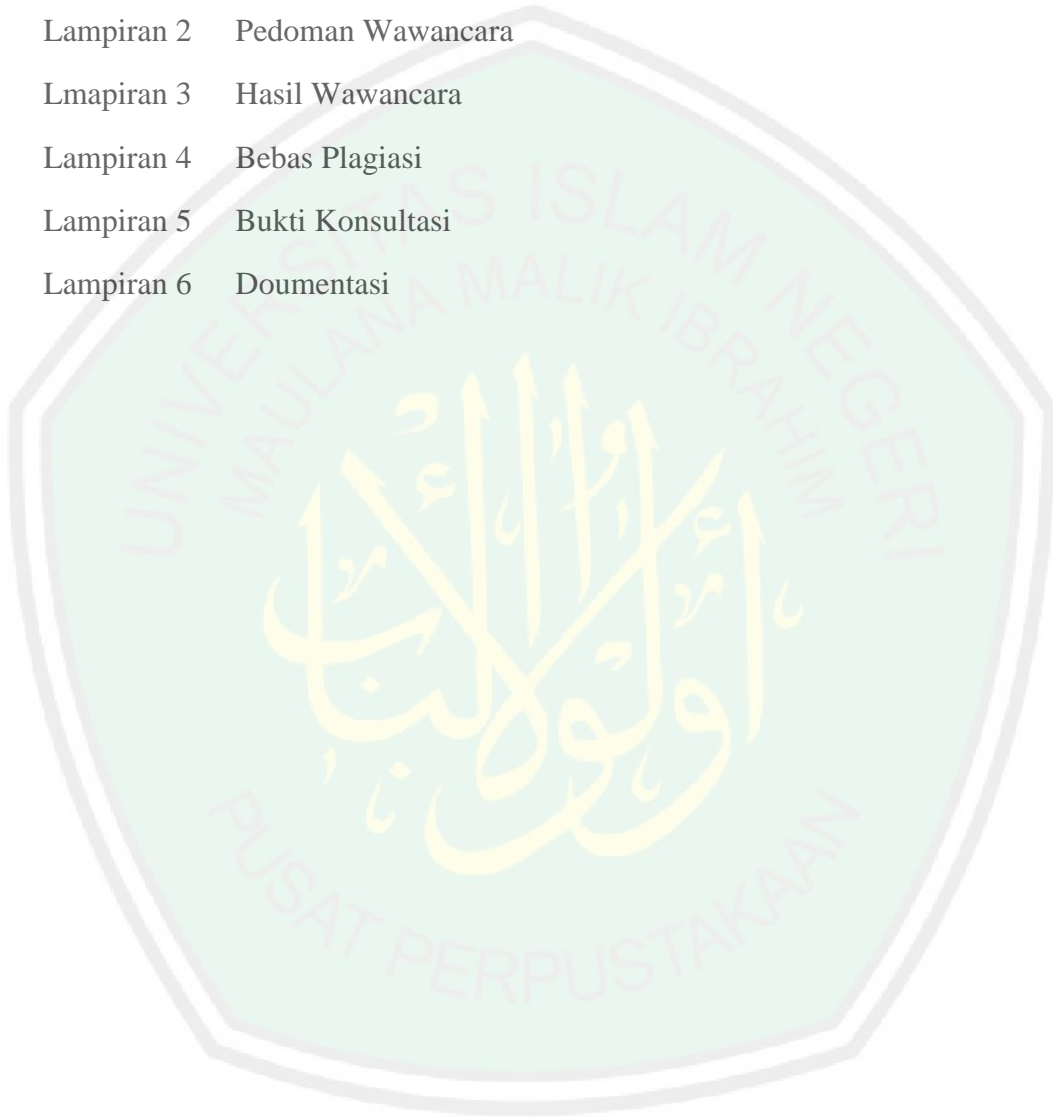 Lampiran 2 Pedoman Wawancara
Lmapiran 3 Hasil Wawancara
Lampiran 4 Bebas Plagiasi
Lampiran 5 Bukti Konsultasi
Lampiran 6 Doumentasi
UNIVERSITAS ISLAM NEGERI
MAULANA MALIK IBRAHIM
PUSAT PERPUSTAKAAN